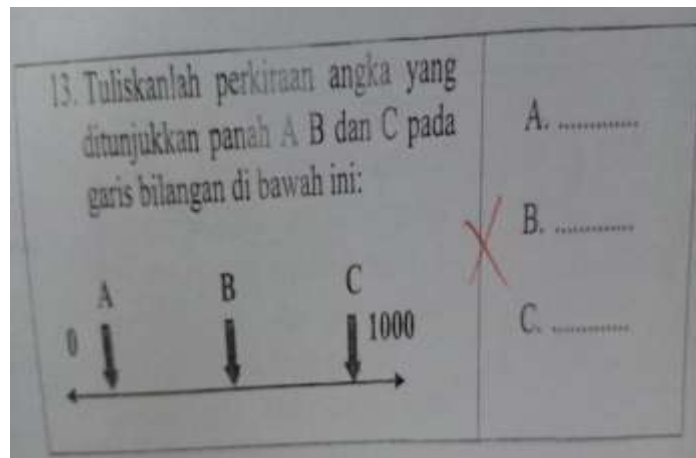 13. Tuliskanlah perkiraan angka yang
ditunjukkan panah A B dan C pada
garis bilangan di bawah ini:
A B C
0 1000
A. .............
B. .............
C. .............